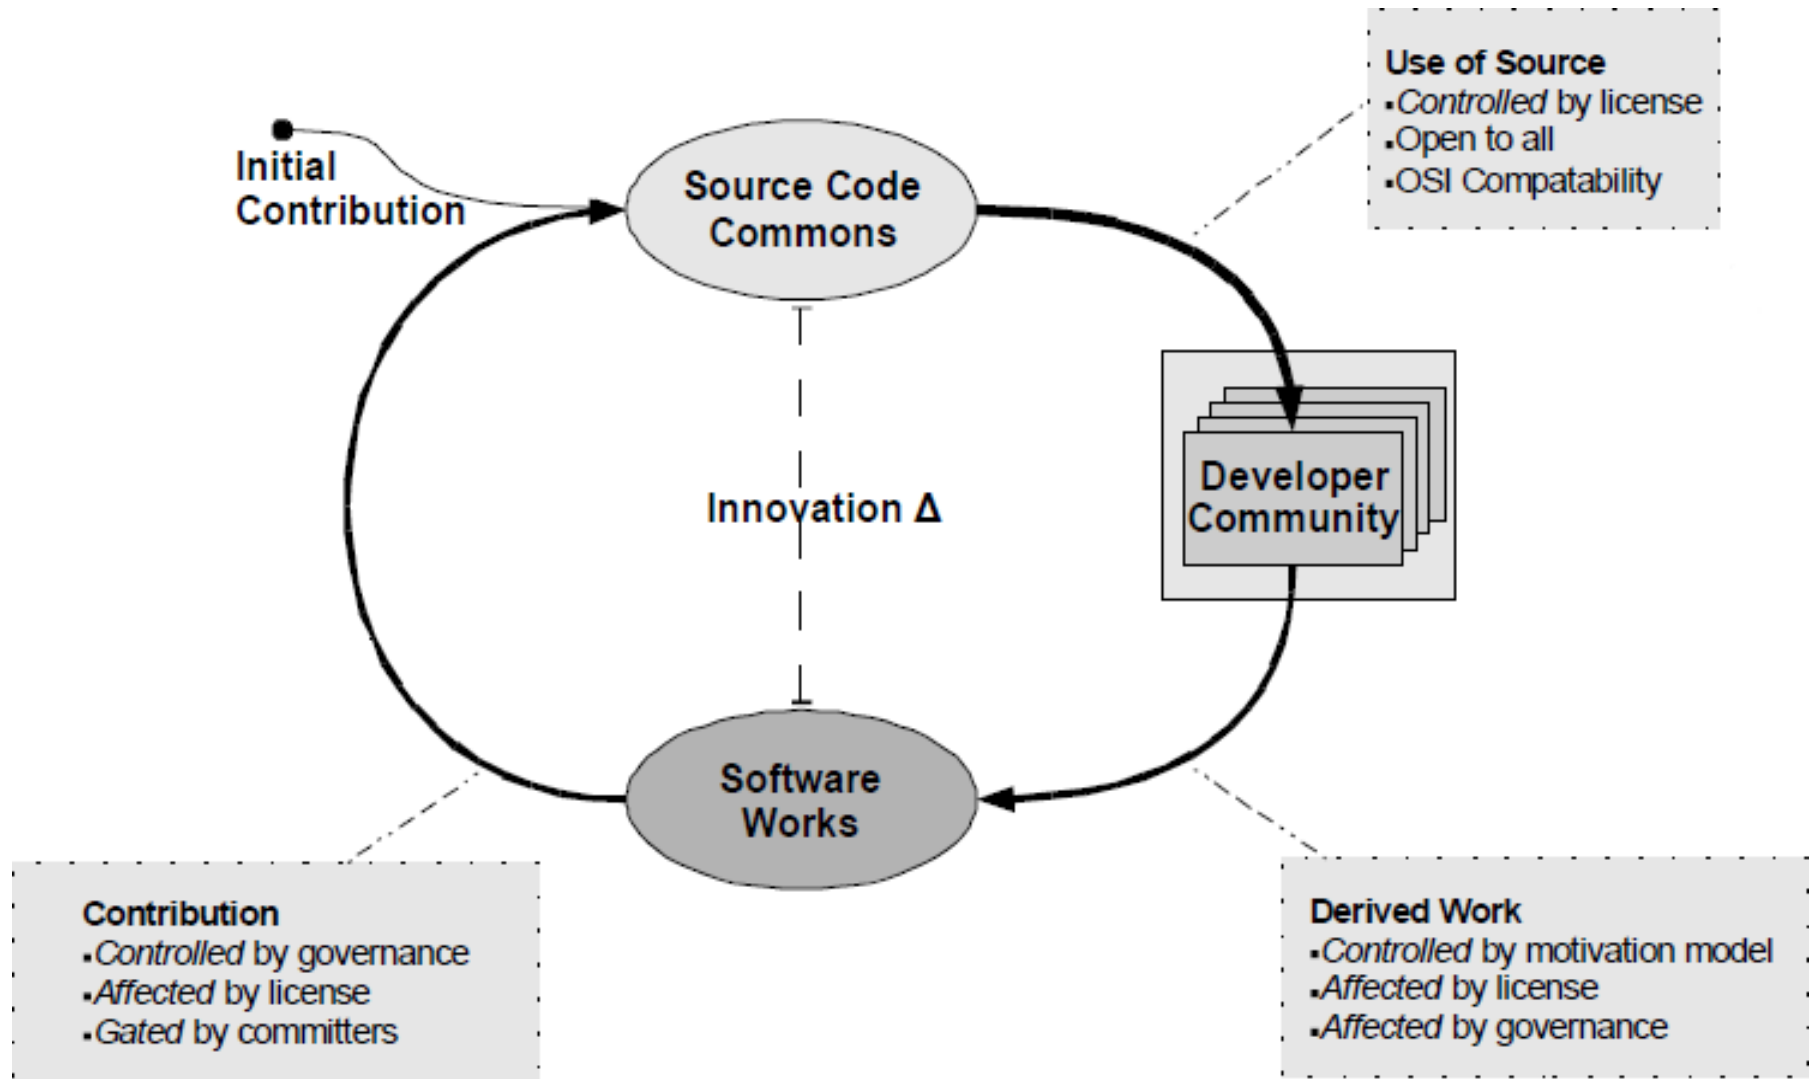 Use of Source
▪Controlled by license
▪Open to all
▪OSI Compatability
Initial
Contribution
Source Code
Commons
Developer
Community
Innovation Δ
Software
Works
Contribution
▪Controlled by governance
▪Affected by license
▪Gated by committers
Derived Work
▪Controlled by motivation model
▪Affected by license
▪Affected by governance